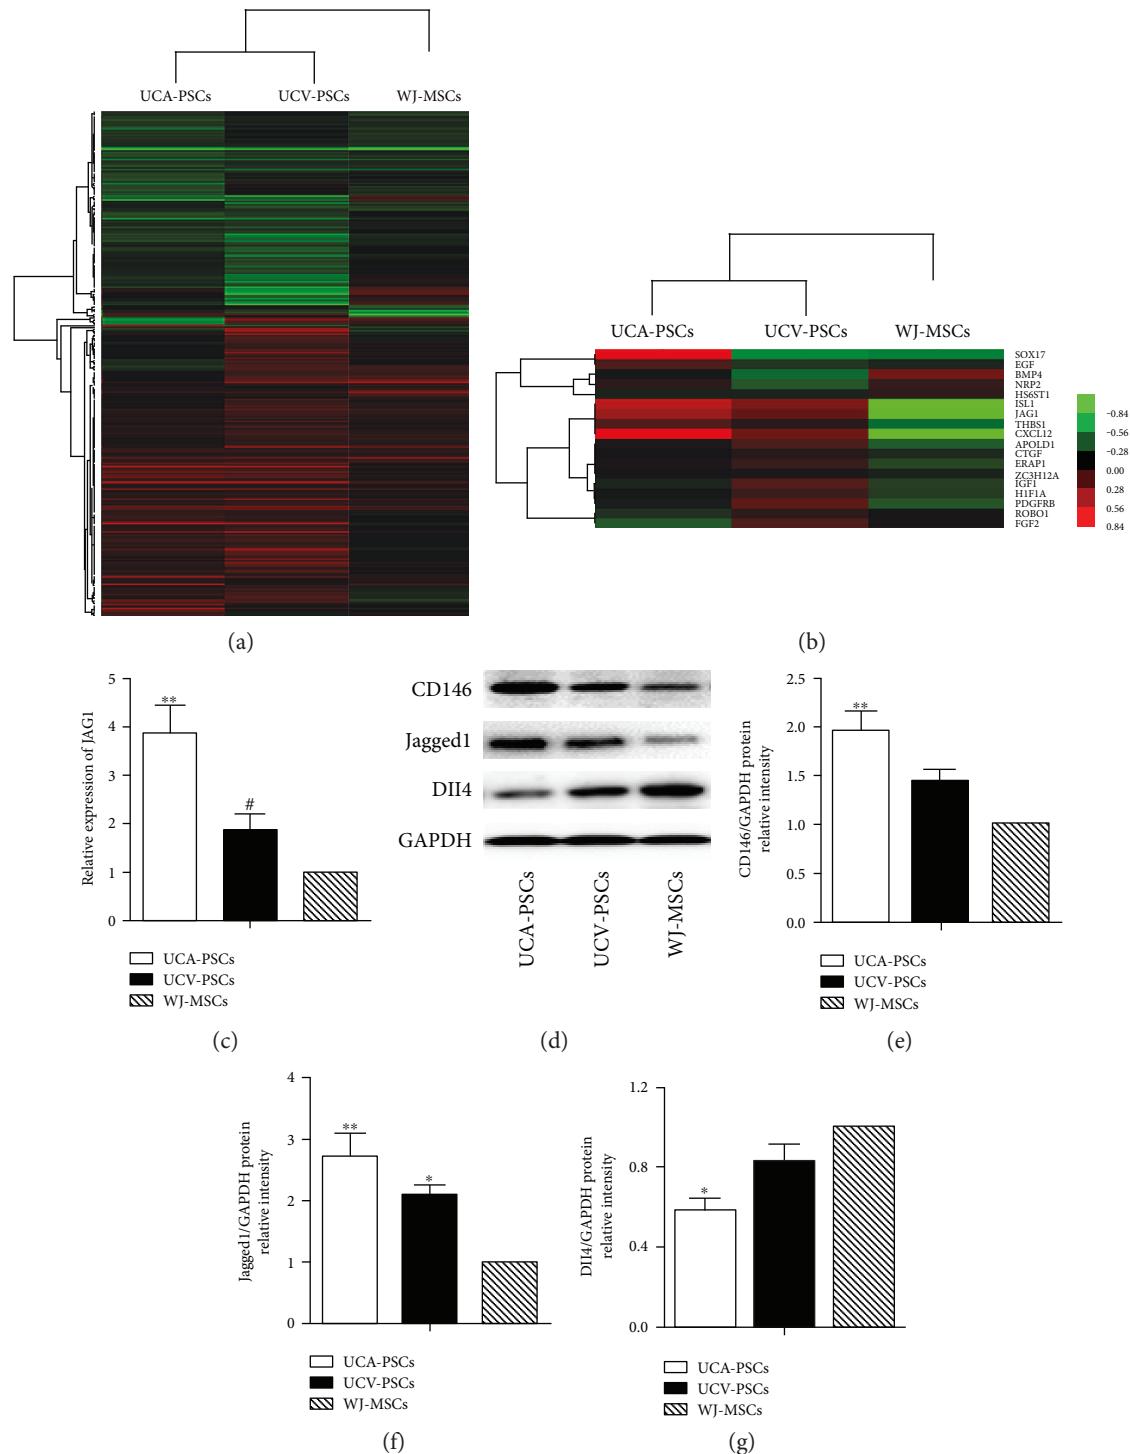 UCA-PSCs UCV-PSCs WJ-MSCs
(a)
UCA-PSCs UCV-PSCs WJ-MSCs
SOX17
EGF
BMP4
NRP2
HS6ST1
ISL1
JAG1
THBS1
CXCL12
APOLD1
CTGF
ERAP1
ZC3H12A
IGF1
H1F1A
PDGFRB
ROBO1
FGF2
−0.84
−0.56
−0.28
0.00
0.28
0.56
0.84
(b)
Relative expression of JAG1
5
4
3
2
1
0
**
#
UCA-PSCs
UCV-PSCs
WJ-MSCs
(c)
CD146
Jagged1
DII4
GAPDH
UCA-PSCs
UCV-PSCs
WJ-MSCs
(d)
CD146/GAPDH protein
relative intensity
2.5
2.0
1.5
1.0
0.5
0.0
**
UCA-PSCs
UCV-PSCs
WJ-MSCs
(e)
Jagged1/GAPDH protein
relative intensity
4
3
2
1
0
**
*
UCA-PSCs
UCV-PSCs
WJ-MSCs
(f)
DII4/GAPDH protein
relative intensity
1.2
0.8
0.4
0.0
*
UCA-PSCs
UCV-PSCs
WJ-MSCs
(g)